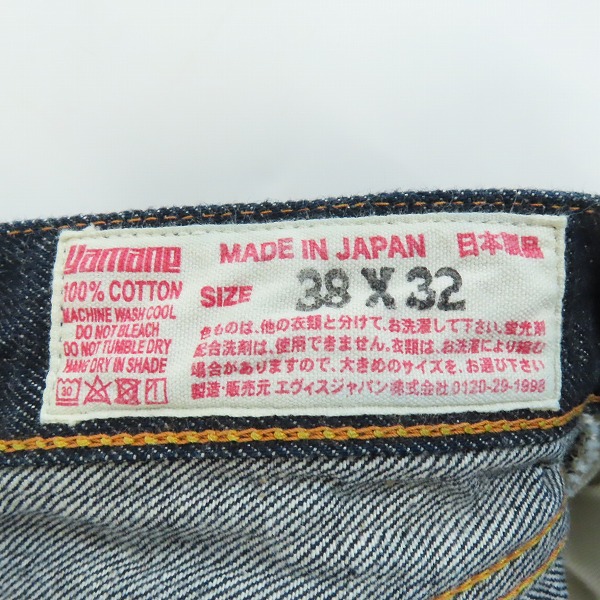 Yamane MADE IN JAPAN 日本製品
100% COTTON SIZE 38 X 32
MACHINE WASH COOL
DO NOT BLEACH
DO NOT TUMBLE DRY
HANG DRY IN SHADE
30
色ものは、他の衣類と分けて、お洗濯して下さい。蛍光剤
配合洗剤は、使用できません。衣類は、お洗濯により縮む
場合がありますので、大きめのサイズを、お選び下さい
製造・販売元 エヴィスジャパン株式会社 0120-29-1998